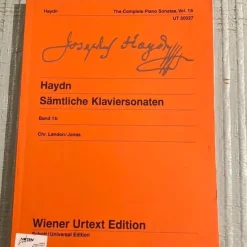 Haydn
The Complete Piano Sonatas, Vol. 1b
UT 50027
Joseph Haydn
Haydn
Sämtliche Klaviersonaten
Band 1b
Chr. Landon/Jones
Wiener Urtext Edition
Schott/Universal Edition